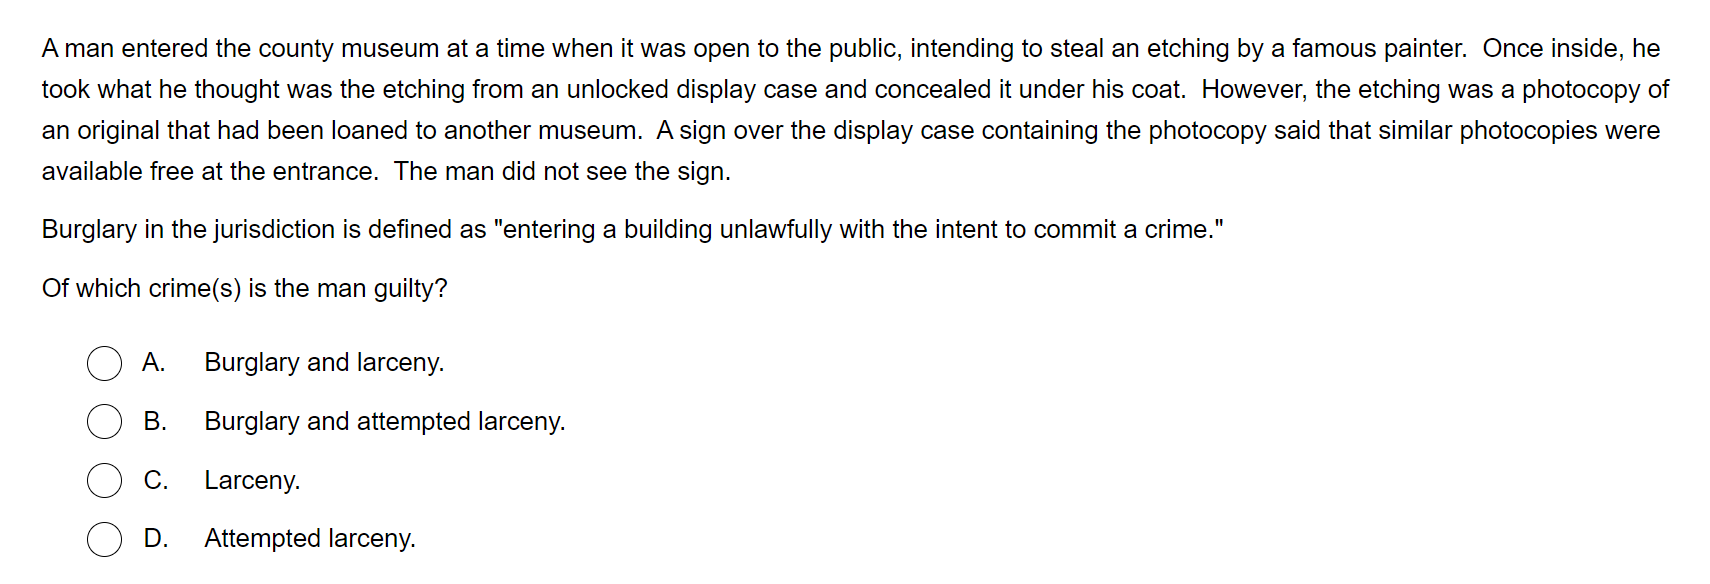 A man entered the county museum at a time when it was open to the public, intending to steal an etching by a famous painter.  Once inside, he
took what he thought was the etching from an unlocked display case and concealed it under his coat.  However, the etching was a photocopy of
an original that had been loaned to another museum.  A sign over the display case containing the photocopy said that similar photocopies were
available free at the entrance.  The man did not see the sign.
Burglary in the jurisdiction is defined as "entering a building unlawfully with the intent to commit a crime."
Of which crime(s) is the man guilty?
A. Burglary and larceny.
B. Burglary and attempted larceny.
C. Larceny.
D. Attempted larceny.